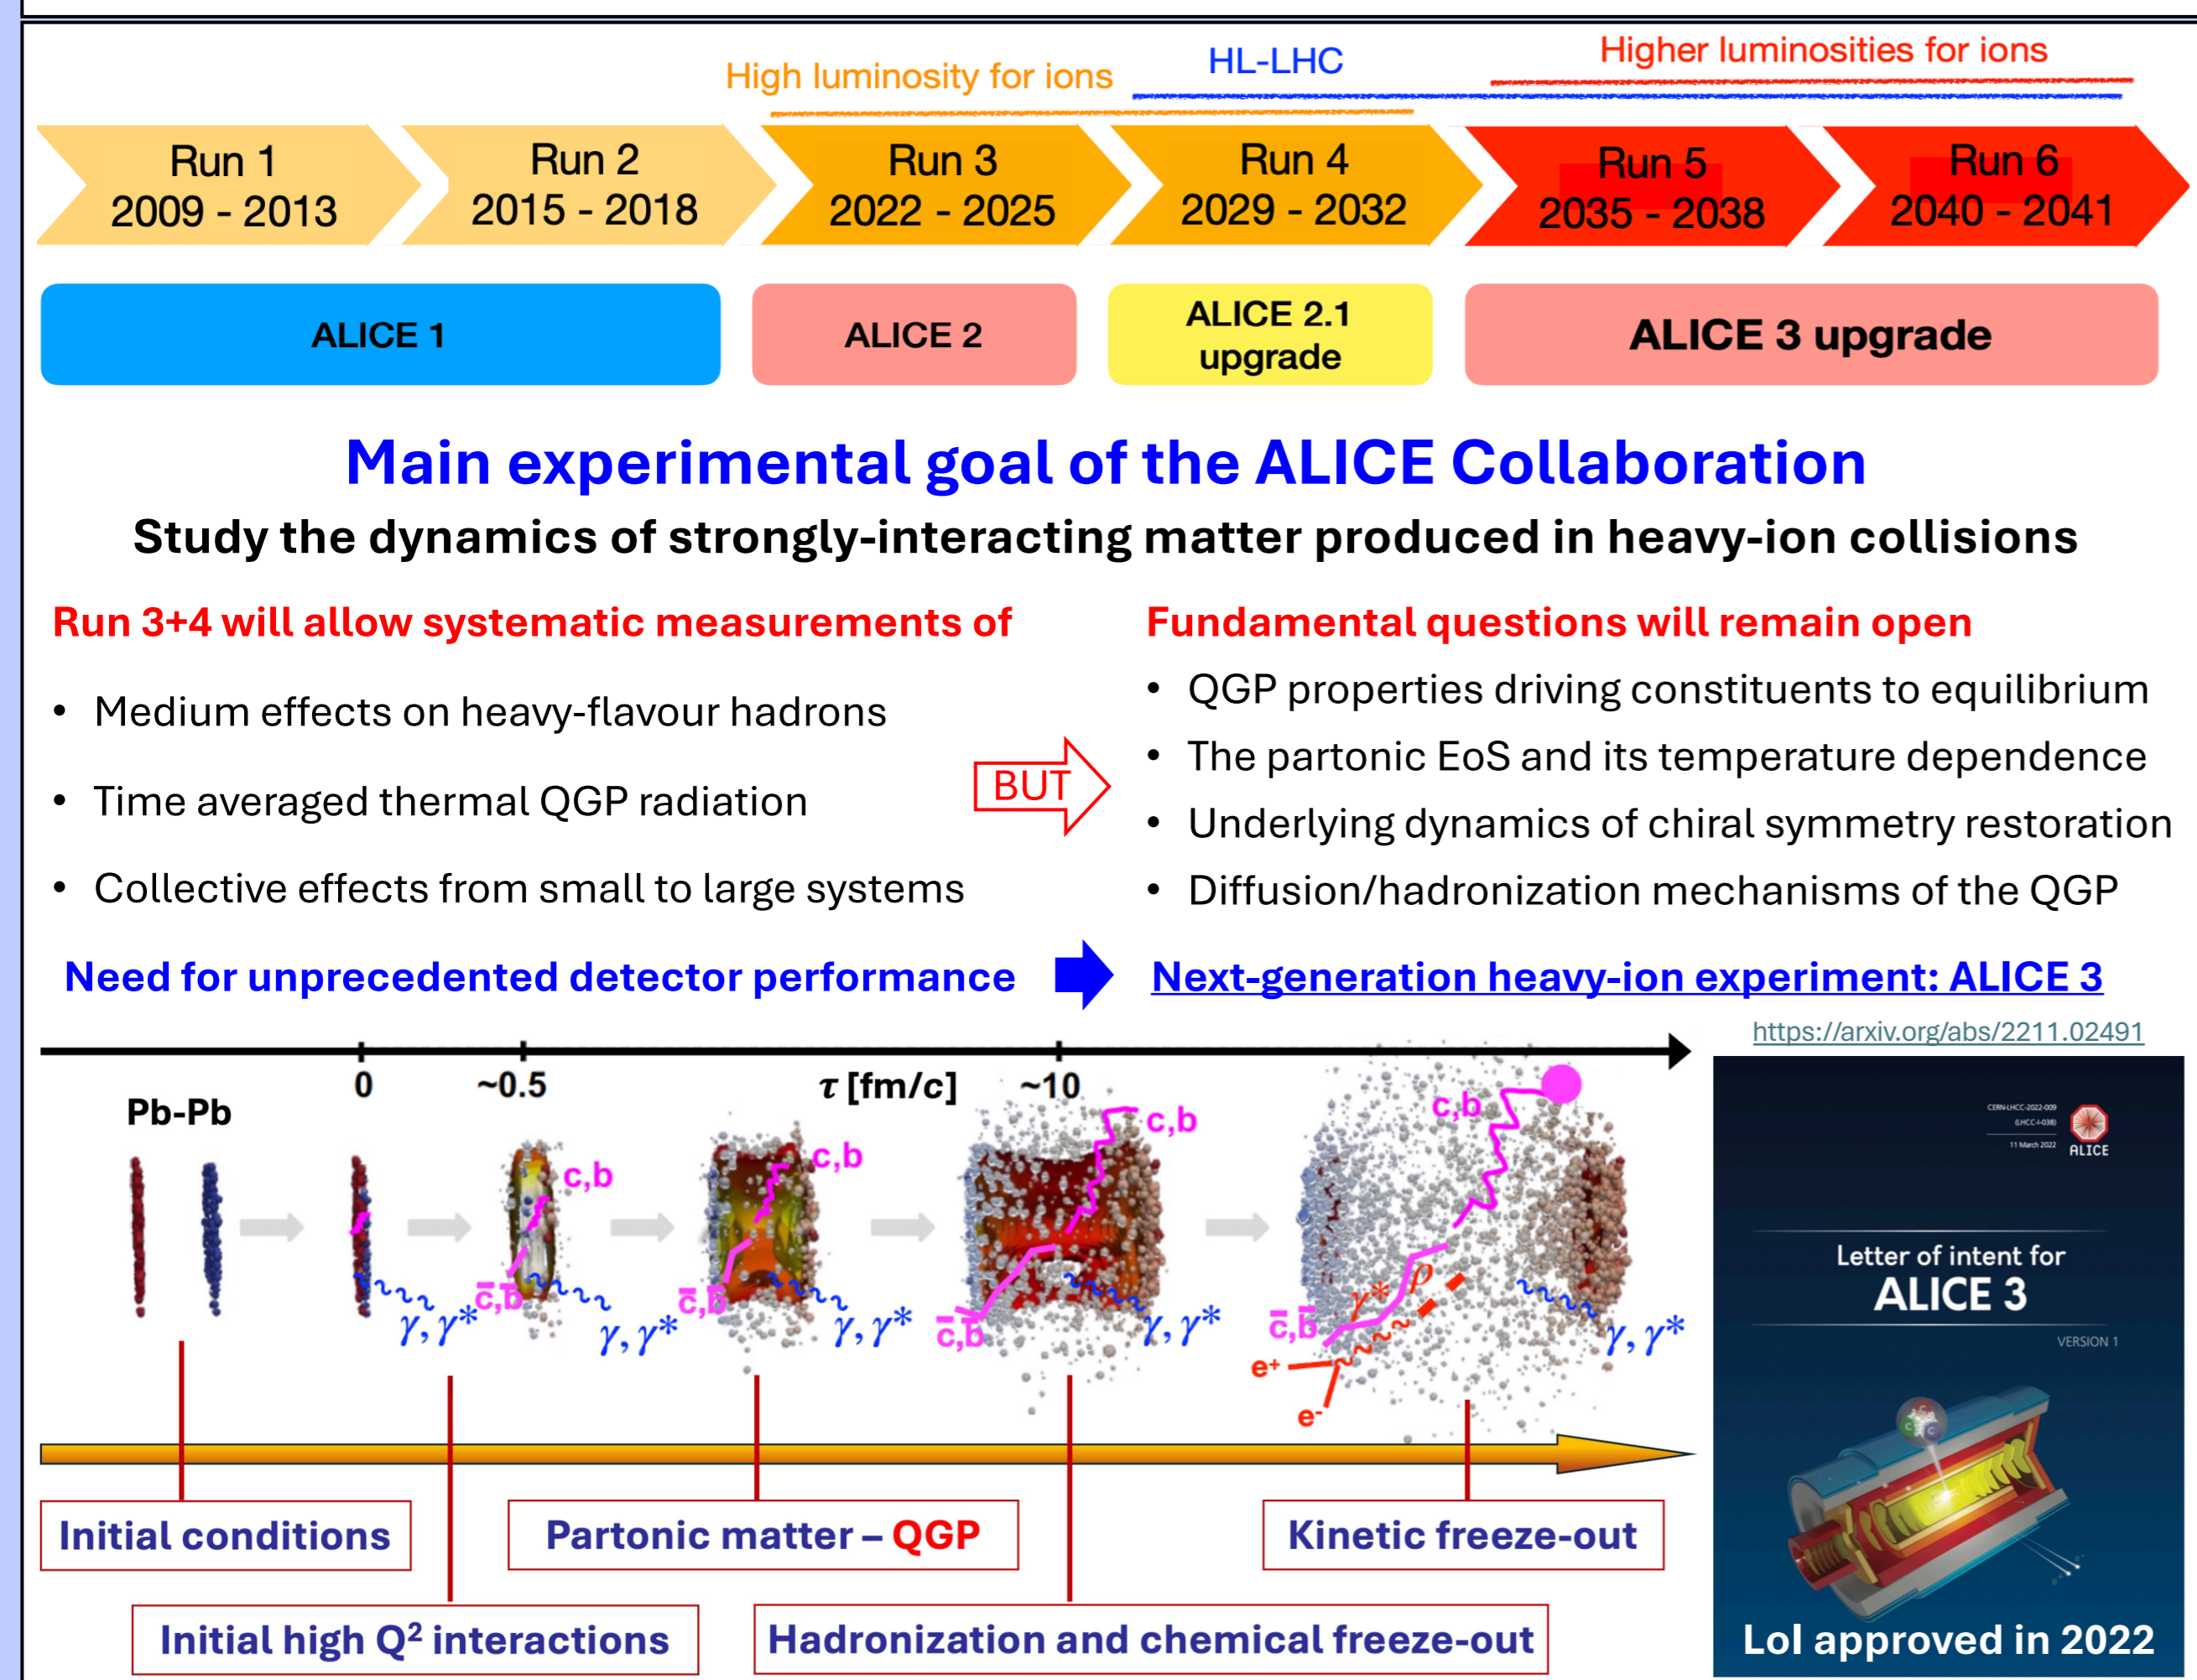 High luminosity for ions
HL-LHC
Higher luminosities for ions
Run 1
2009 - 2013
Run 2
2015 - 2018
Run 3
2022 - 2025
Run 4
2029 - 2032
Run 5
2035 - 2038
Run 6
2040 - 2041
ALICE 1
ALICE 2
ALICE 2.1
upgrade
ALICE 3 upgrade
Main experimental goal of the ALICE Collaboration
Study the dynamics of strongly-interacting matter produced in heavy-ion collisions
Run 3+4 will allow systematic measurements of
• Medium effects on heavy-flavour hadrons
• Time averaged thermal QGP radiation
• Collective effects from small to large systems
BUT
Fundamental questions will remain open
• QGP properties driving constituents to equilibrium
• The partonic EoS and its temperature dependence
• Underlying dynamics of chiral symmetry restoration
• Diffusion/hadronization mechanisms of the QGP
Need for unprecedented detector performance
Next-generation heavy-ion experiment: ALICE 3
https://arxiv.org/abs/2211.02491
0
~0.5
τ [fm/c]
~10
Pb-Pb
γ, γ*
c,b
c̄,b̄
γ, γ*
c,b
c̄,b̄
γ, γ*
c,b
c̄,b̄
γ, γ*
c,b
c̄,b̄
γ*
ρ
e⁺
e⁻
γ, γ*
Initial conditions
Partonic matter – QGP
Kinetic freeze-out
Initial high Q² interactions
Hadronization and chemical freeze-out
CERN-LHCC-2022-009
(LHCC-I-038)
11 March 2022
ALICE
Letter of intent for
ALICE 3
VERSION 1
C
C
C
e⁻
e⁺
LoI approved in 2022